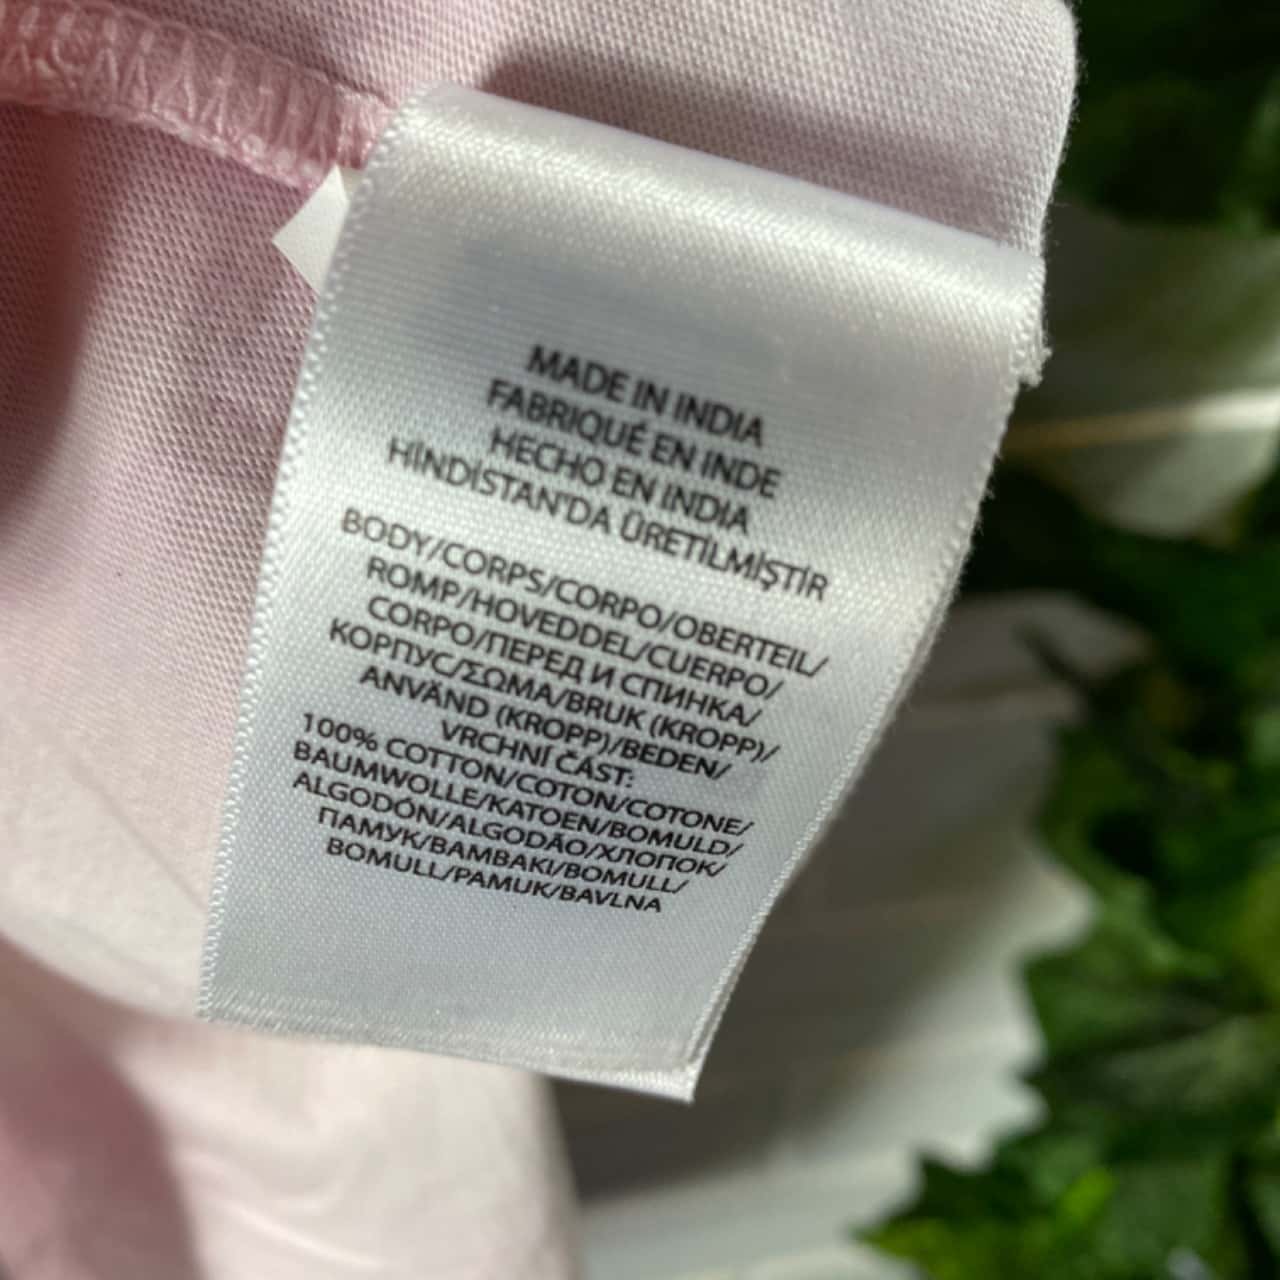 MADE IN INDIA
FABRIQUÉ EN INDE
HECHO EN INDIA
HİNDİSTAN'DA ÜRETİLMİŞTİR
BODY/CORPS/CORPO/OBERTEIL/
ROMP/HOVEDDEL/CUERPO/
CORPO/ПЕРЕД И СПИНКА/
КОРПУС/ΣΩΜΑ/BRUK (KROPP)/
ANVÄND (KROPP)/BEDEN/
VRCHNÍ ČÁST:
100% COTTON/COTON/COTONE/
BAUMWOLLE/KATOEN/BOMULD/
ALGODÓN/ALGODÃO/ХЛОПОК/
ПАМУК/ΒΑΜΒΑΚΙ/BOMULL/
BOMULL/PAMUK/BAVLNA